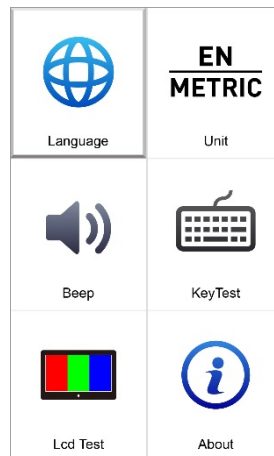 EN
METRIC
Language
Unit
Beep
KeyTest
Lcd Test
About